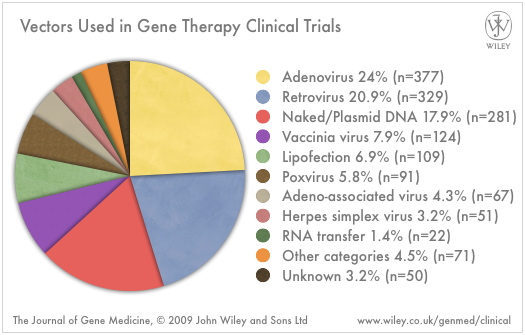 Vectors Used in Gene Therapy Clinical Trials
WILEY
Adenovirus 24% (n=377)
Retrovirus 20.9% (n=329)
Naked/Plasmid DNA 17.9% (n=281)
Vaccinia virus 7.9% (n=124)
Lipofection 6.9% (n=109)
Poxvirus 5.8% (n=91)
Adeno-associated virus 4.3% (n=67)
Herpes simplex virus 3.2% (n=51)
RNA transfer 1.4% (n=22)
Other categories 4.5% (n=71)
Unknown 3.2% (n=50)
The Journal of Gene Medicine, © 2009 John Wiley and Sons Ltd
www.wiley.co.uk/genmed/clinical